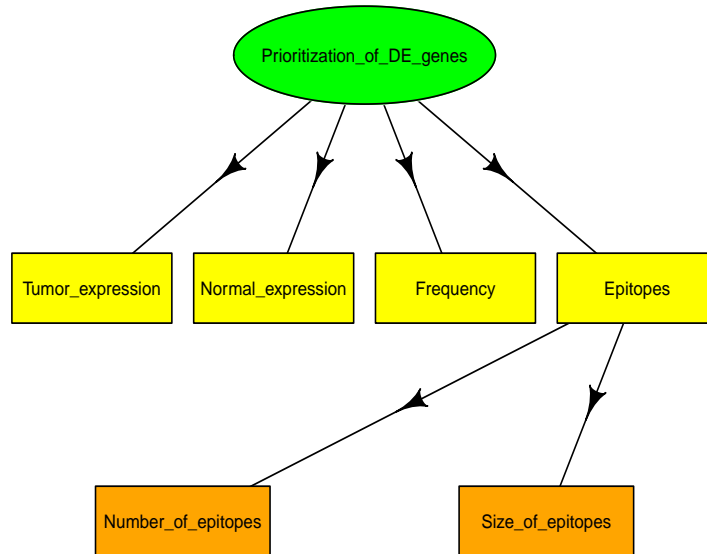 Prioritization_of_DE_genes
Tumor_expression
Normal_expression
Frequency
Epitopes
Number_of_epitopes
Size_of_epitopes